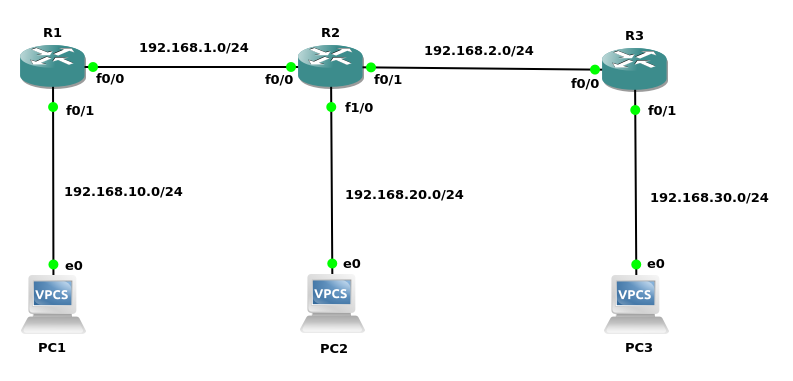 R1
R2
R3
192.168.1.0/24
192.168.2.0/24
f0/0
f0/0
f0/1
f0/0
f0/1
f1/0
f0/1
192.168.10.0/24
192.168.20.0/24
192.168.30.0/24
e0
e0
e0
VPCS
VPCS
VPCS
PC1
PC2
PC3